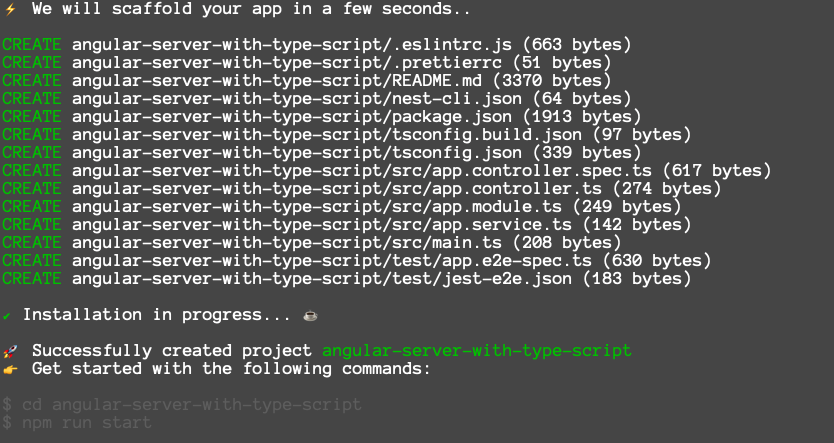 ⚡ We will scaffold your app in a few seconds..
CREATE angular-server-with-type-script/.eslintrc.js (663 bytes)
CREATE angular-server-with-type-script/.prettierrc (51 bytes)
CREATE angular-server-with-type-script/README.md (3370 bytes)
CREATE angular-server-with-type-script/nest-cli.json (64 bytes)
CREATE angular-server-with-type-script/package.json (1913 bytes)
CREATE angular-server-with-type-script/tsconfig.build.json (97 bytes)
CREATE angular-server-with-type-script/tsconfig.json (339 bytes)
CREATE angular-server-with-type-script/src/app.controller.spec.ts (617 bytes)
CREATE angular-server-with-type-script/src/app.controller.ts (274 bytes)
CREATE angular-server-with-type-script/src/app.module.ts (249 bytes)
CREATE angular-server-with-type-script/src/app.service.ts (142 bytes)
CREATE angular-server-with-type-script/src/main.ts (208 bytes)
CREATE angular-server-with-type-script/test/app.e2e-spec.ts (630 bytes)
CREATE angular-server-with-type-script/test/jest-e2e.json (183 bytes)
✔ Installation in progress... ☕
🚀 Successfully created project angular-server-with-type-script
👉 Get started with the following commands:
$ cd angular-server-with-type-script
$ npm run start